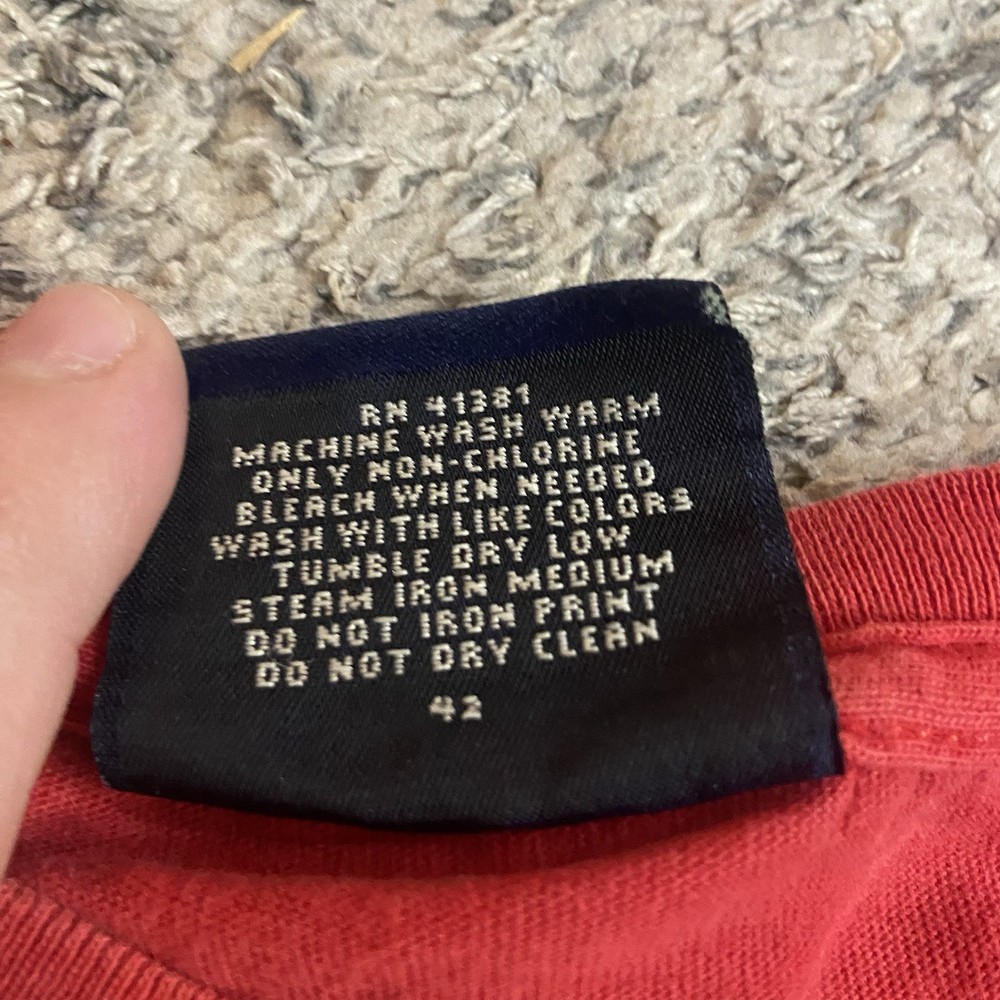 RN 41381
MACHINE WASH WARM
ONLY NON-CHLORINE
BLEACH WHEN NEEDED
WASH WITH LIKE COLORS
TUMBLE DRY LOW
STEAM IRON MEDIUM
DO NOT IRON PRINT
DO NOT DRY CLEAN
42